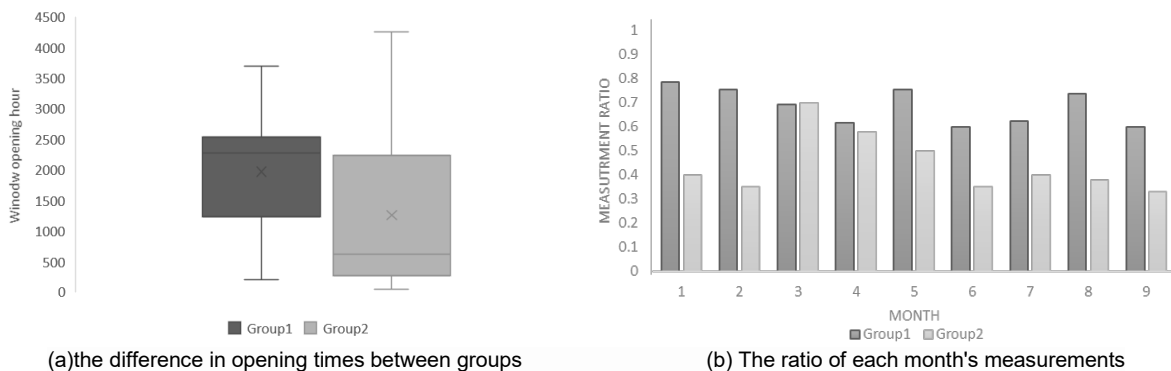 4500
4000
3500
3000
2500
2000
1500
1000
500
0
Winodw opening hour
Group1 Group2
(a)the difference in opening times between groups
1
0.9
0.8
0.7
0.6
0.5
0.4
0.3
0.2
0.1
0
MEASUTRMENT RATIO
1 2 3 4 5 6 7 8 9
MONTH
Group1 Group2
(b) The ratio of each month's measurements